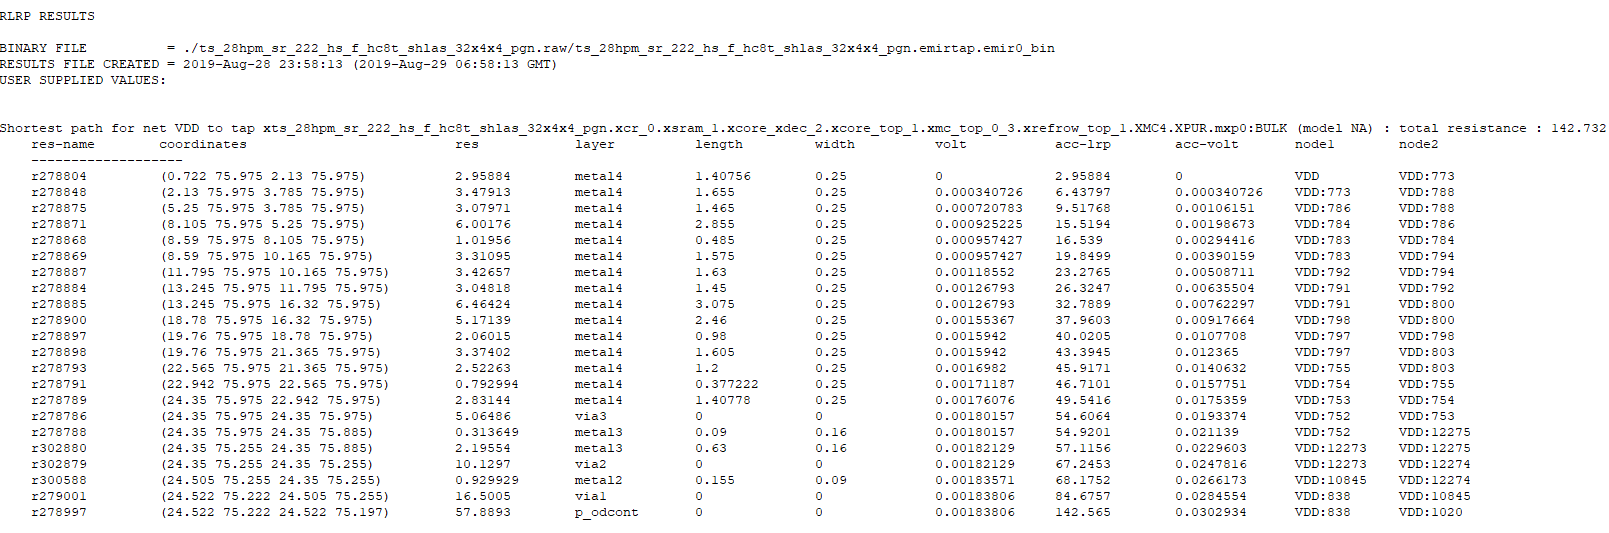 RLRP RESULTS
BINARY FILE          = ./ts_28hpm_sr_222_hs_f_hc8t_shlas_32x4x4_pgn.raw/ts_28hpm_sr_222_hs_f_hc8t_shlas_32x4x4_pgn.emirtap.emir0_bin
RESULTS FILE CREATED = 2019-Aug-28 23:58:13 (2019-Aug-29 06:58:13 GMT)
USER SUPPLIED VALUES:
Shortest path for net VDD to tap xts_28hpm_sr_222_hs_f_hc8t_shlas_32x4x4_pgn.xcr_0.xsram_1.xcore_xdec_2.xcore_top_1.xmc_top_0_3.xrefrow_top_1.XMC4.XPUR.mxp0:BULK (model NA) : total resistance : 142.732
res-name coordinates res layer length width volt acc-lrp acc-volt node1 node2
-------------------
r278804 (0.722 75.975 2.13 75.975) 2.95884 metal4 1.40756 0.25 0 2.95884 0 VDD VDD:773
r278848 (2.13 75.975 3.785 75.975) 3.47913 metal4 1.655 0.25 0.000340726 6.43797 0.000340726 VDD:773 VDD:788
r278875 (5.25 75.975 3.785 75.975) 3.07971 metal4 1.465 0.25 0.000720783 9.51768 0.00106151 VDD:786 VDD:788
r278871 (8.105 75.975 5.25 75.975) 6.00176 metal4 2.855 0.25 0.000925225 15.5194 0.00198673 VDD:784 VDD:786
r278868 (8.59 75.975 8.105 75.975) 1.01956 metal4 0.485 0.25 0.000957427 16.539 0.00294416 VDD:783 VDD:784
r278869 (8.59 75.975 10.165 75.975) 3.31095 metal4 1.575 0.25 0.000957427 19.8499 0.00390159 VDD:783 VDD:794
r278887 (11.795 75.975 10.165 75.975) 3.42657 metal4 1.63 0.25 0.00118552 23.2765 0.00508711 VDD:792 VDD:794
r278884 (13.245 75.975 11.795 75.975) 3.04818 metal4 1.45 0.25 0.00126793 26.3247 0.00635504 VDD:791 VDD:792
r278885 (13.245 75.975 16.32 75.975) 6.46424 metal4 3.075 0.25 0.00126793 32.7889 0.00762297 VDD:791 VDD:800
r278900 (18.78 75.975 16.32 75.975) 5.17139 metal4 2.46 0.25 0.00155367 37.9603 0.00917664 VDD:798 VDD:800
r278897 (19.76 75.975 18.78 75.975) 2.06015 metal4 0.98 0.25 0.0015942 40.0205 0.0107708 VDD:797 VDD:798
r278898 (19.76 75.975 21.365 75.975) 3.37402 metal4 1.605 0.25 0.0015942 43.3945 0.012365 VDD:797 VDD:803
r278793 (22.565 75.975 21.365 75.975) 2.52263 metal4 1.2 0.25 0.0016982 45.9171 0.0140632 VDD:755 VDD:803
r278791 (22.942 75.975 22.565 75.975) 0.792994 metal4 0.377222 0.25 0.00171187 46.7101 0.0157751 VDD:754 VDD:755
r278789 (24.35 75.975 22.942 75.975) 2.83144 metal4 1.40778 0.25 0.00176076 49.5416 0.0175359 VDD:753 VDD:754
r278786 (24.35 75.975 24.35 75.975) 5.06486 via3 0 0 0.00180157 54.6064 0.0193374 VDD:752 VDD:753
r278788 (24.35 75.975 24.35 75.885) 0.313649 metal3 0.09 0.16 0.00180157 54.9201 0.021139 VDD:752 VDD:12275
r302880 (24.35 75.255 24.35 75.885) 2.19554 metal3 0.63 0.16 0.00182129 57.1156 0.0229603 VDD:12273 VDD:12275
r302879 (24.35 75.255 24.35 75.255) 10.1297 via2 0 0 0.00182129 67.2453 0.0247816 VDD:12273 VDD:12274
r300588 (24.505 75.255 24.35 75.255) 0.929929 metal2 0.155 0.09 0.00183571 68.1752 0.0266173 VDD:10845 VDD:12274
r279001 (24.522 75.222 24.505 75.255) 16.5005 via1 0 0 0.00183806 84.6757 0.0284554 VDD:838 VDD:10845
r278997 (24.522 75.222 24.522 75.197) 57.8893 p_odcont 0 0 0.00183806 142.565 0.0302934 VDD:838 VDD:1020